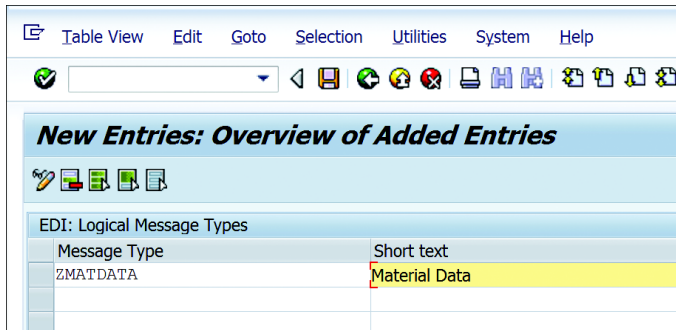 Table View Edit Goto Selection Utilities System Help
New Entries: Overview of Added Entries
EDI: Logical Message Types
Message Type Short text
ZMATDATA Material Data